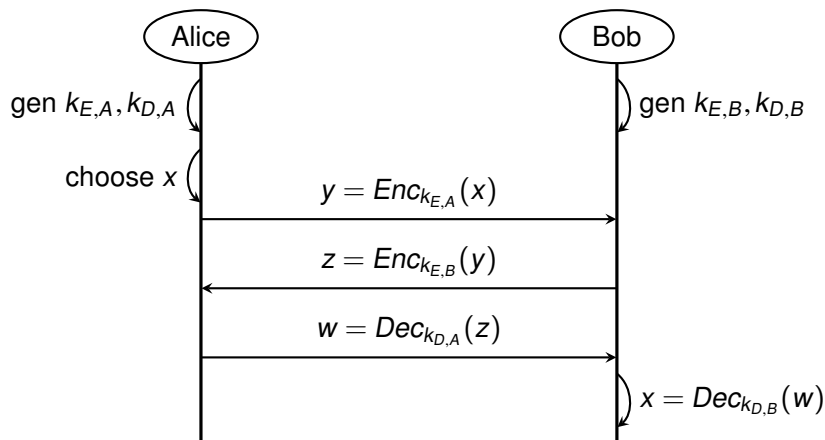 Alice
Bob
gen k_{E,A}, k_{D,A}
gen k_{E,B}, k_{D,B}
choose x
y = Enc_{k_{E,A}}(x)
z = Enc_{k_{E,B}}(y)
w = Dec_{k_{D,A}}(z)
x = Dec_{k_{D,B}}(w)